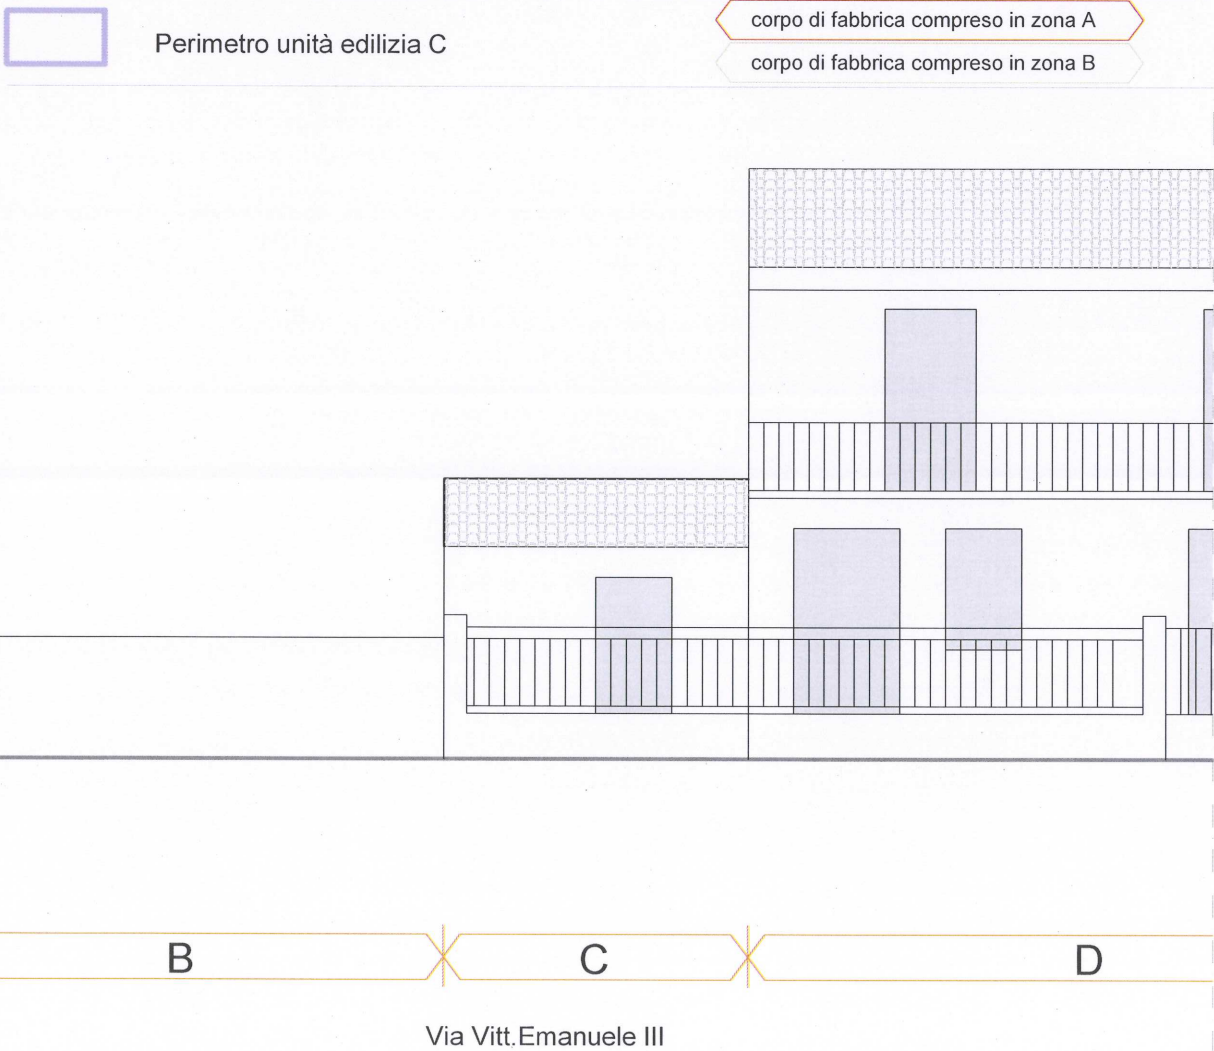 Perimetro unità edilizia C
corpo di fabbrica compreso in zona A
corpo di fabbrica compreso in zona B
B
C
D
Via Vitt.Emanuele III